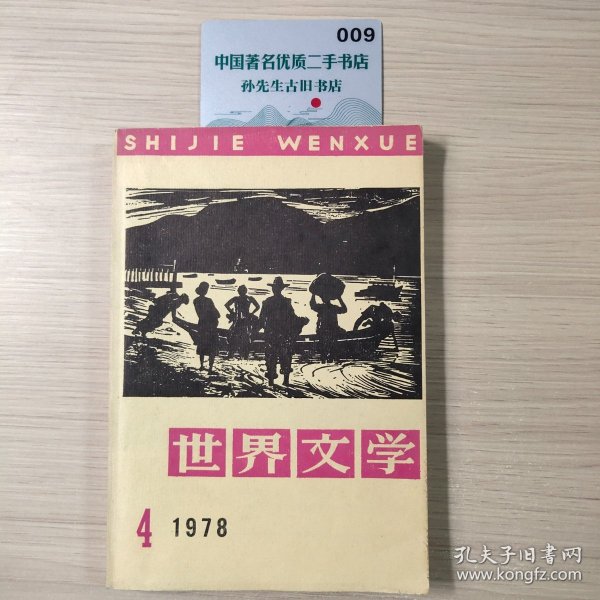 009
中国著名优质二手书店
孙先生古旧书店
SHIJIE WENXUE
世界文学
4 1978
孔夫子旧书网
www.kongfz.com